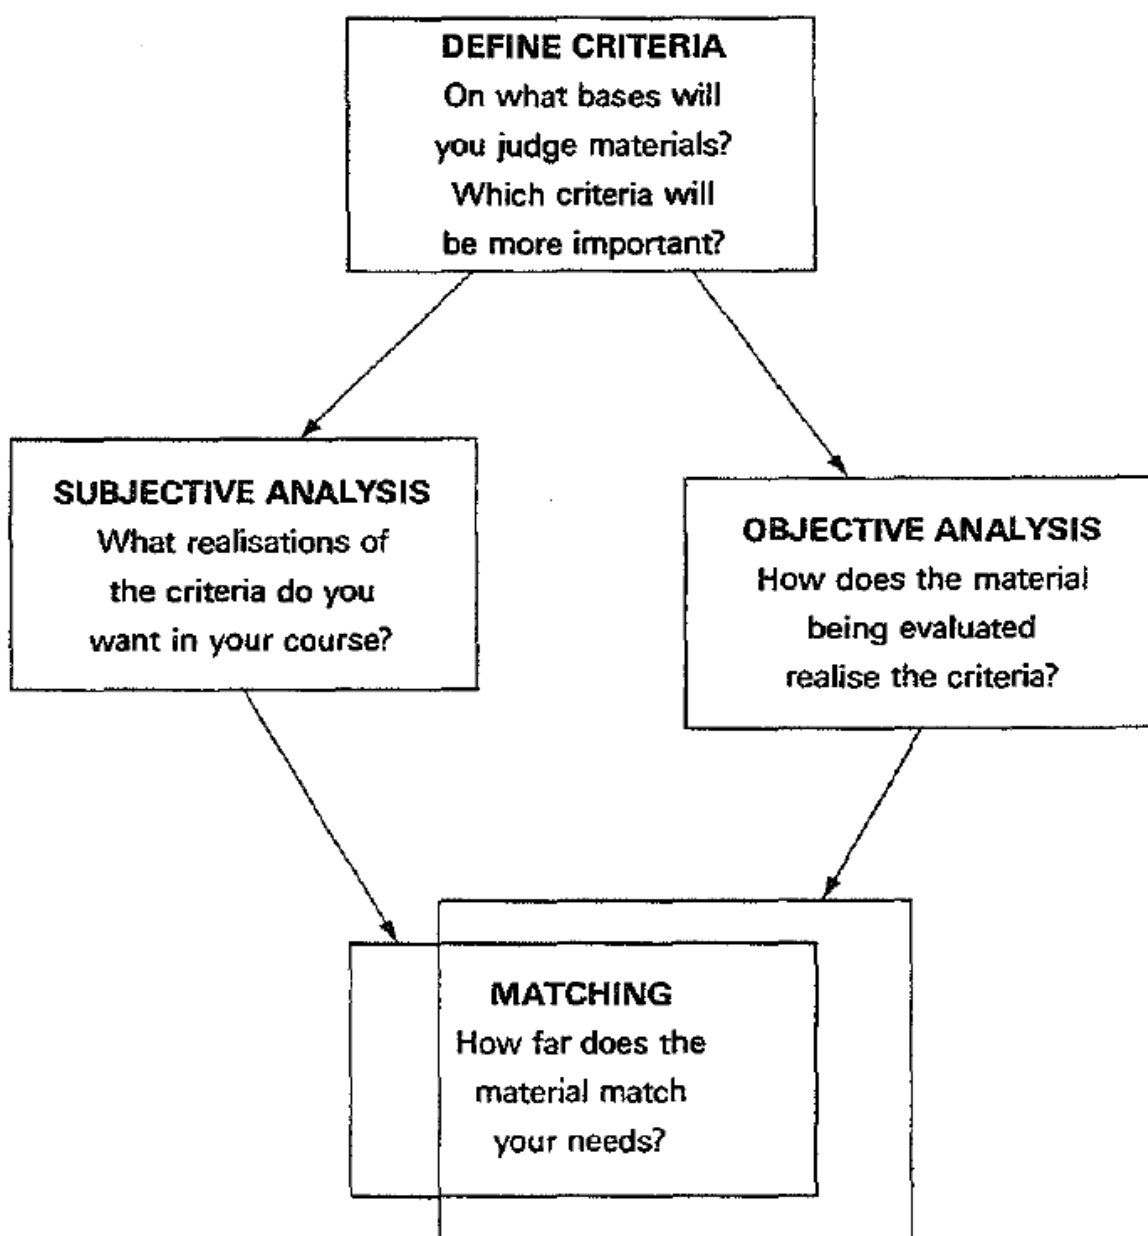 DEFINE CRITERIA
On what bases will
you judge materials?
Which criteria will
be more important?
SUBJECTIVE ANALYSIS
What realisations of
the criteria do you
want in your course?
OBJECTIVE ANALYSIS
How does the material
being evaluated
realise the criteria?
MATCHING
How far does the
material match
your needs?